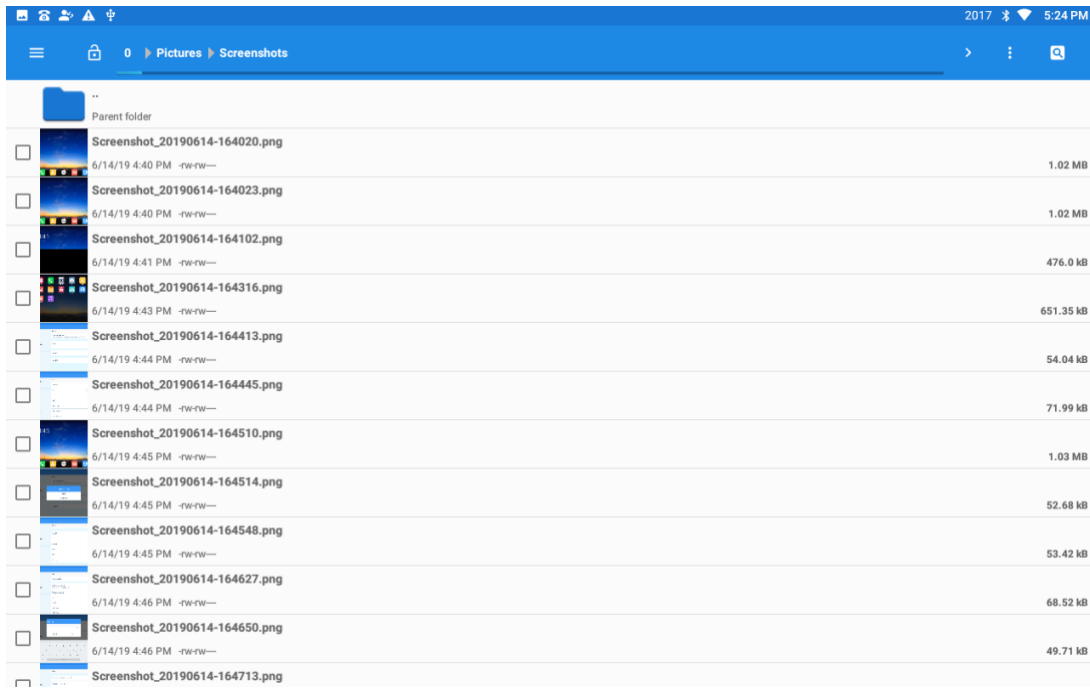 2017 5:24 PM
0 Pictures Screenshots
..
Parent folder
Screenshot_20190614-164020.png
6/14/19 4:40 PM -rw-rw---- 1.02 MB
Screenshot_20190614-164023.png
6/14/19 4:40 PM -rw-rw---- 1.02 MB
Screenshot_20190614-164102.png
6/14/19 4:41 PM -rw-rw---- 476.0 kB
Screenshot_20190614-164316.png
6/14/19 4:43 PM -rw-rw---- 651.35 kB
Screenshot_20190614-164413.png
6/14/19 4:44 PM -rw-rw---- 54.04 kB
Screenshot_20190614-164445.png
6/14/19 4:44 PM -rw-rw---- 71.99 kB
Screenshot_20190614-164510.png
6/14/19 4:45 PM -rw-rw---- 1.03 MB
Screenshot_20190614-164514.png
6/14/19 4:45 PM -rw-rw---- 52.68 kB
Screenshot_20190614-164548.png
6/14/19 4:45 PM -rw-rw---- 53.42 kB
Screenshot_20190614-164627.png
6/14/19 4:46 PM -rw-rw---- 68.52 kB
Screenshot_20190614-164650.png
6/14/19 4:46 PM -rw-rw---- 49.71 kB
Screenshot_20190614-164713.png